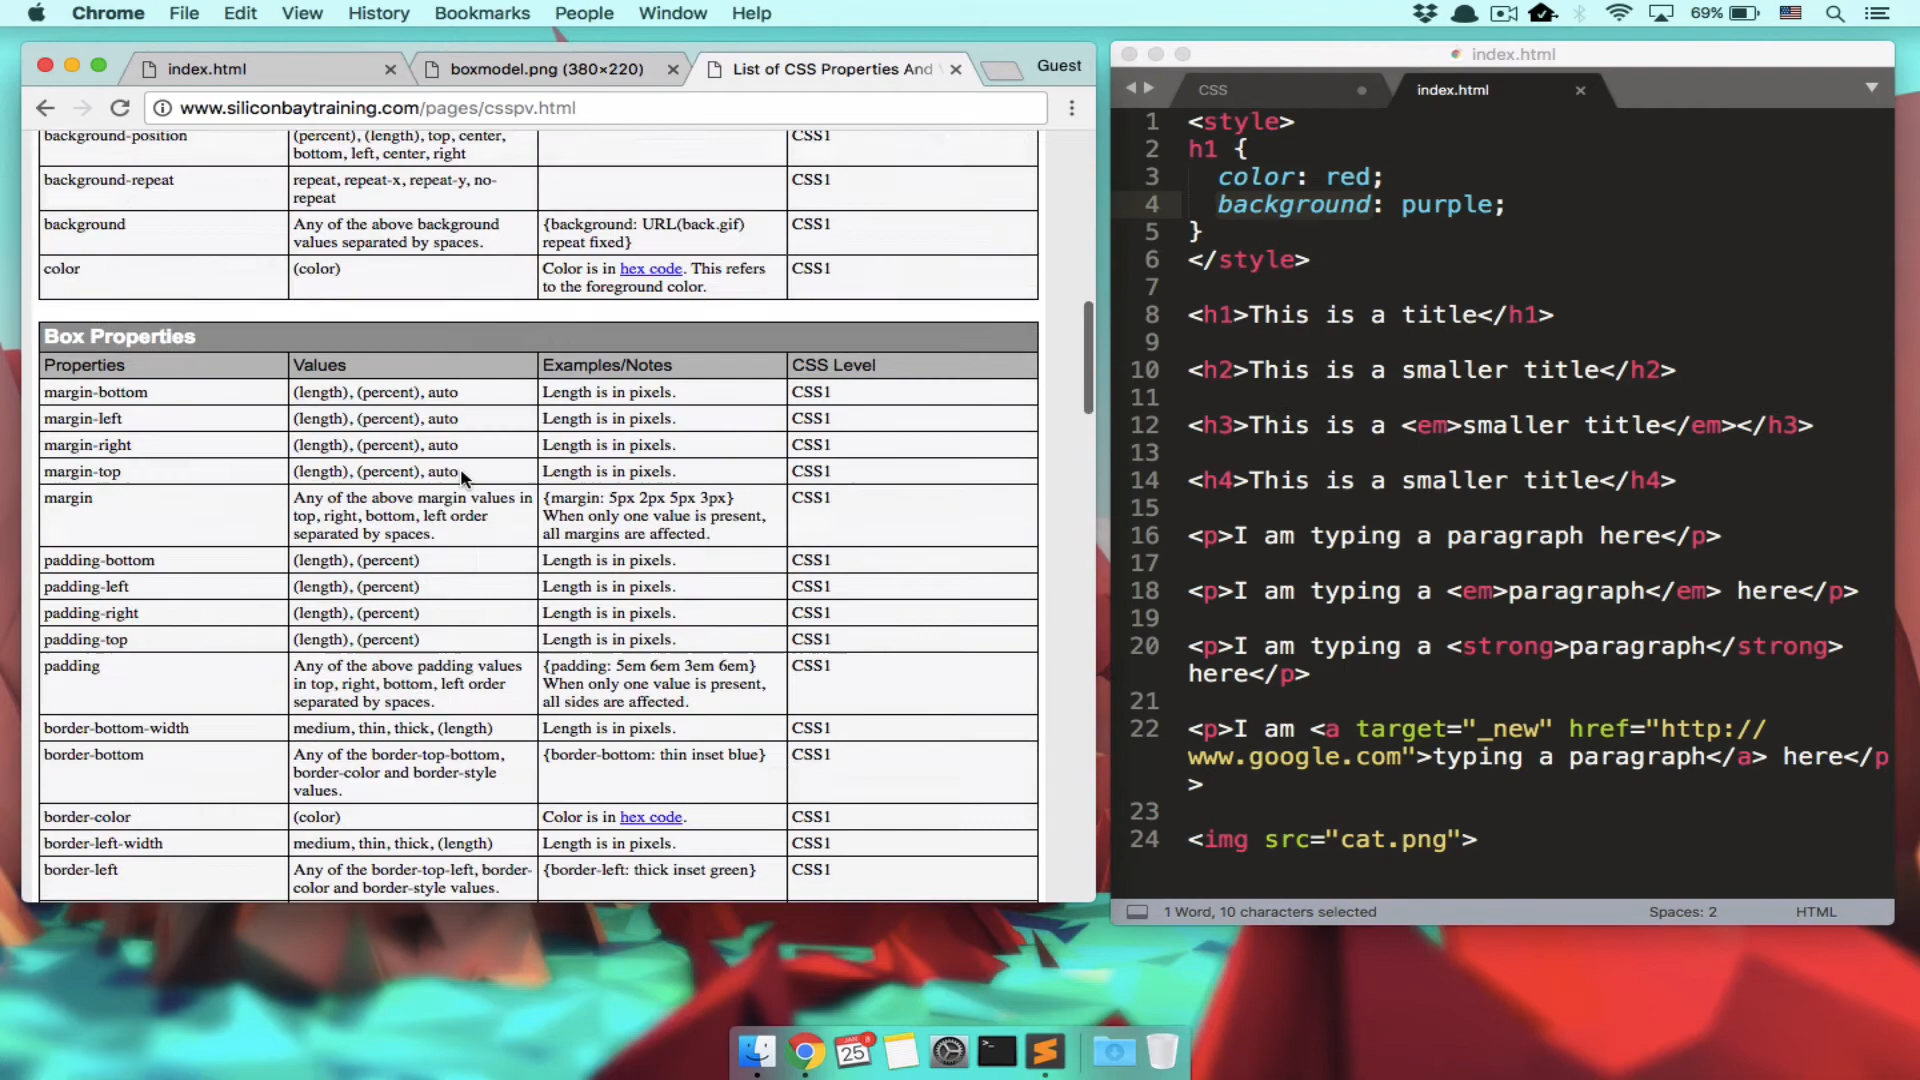 Chrome File Edit View History Bookmarks People Window Help 69%
index.html boxmodel.png (380×220) List of CSS Properties And Guest
www.siliconbaytraining.com/pages/csspv.html
background-position (percent), (length), top, center, CSS1
bottom, left, center, right
background-repeat repeat, repeat-x, repeat-y, no- CSS1
repeat
background Any of the above background {background: URL(back.gif) CSS1
values separated by spaces. repeat fixed}
color (color) Color is in hex code. This refers CSS1
to the foreground color.
Box Properties
Properties Values Examples/Notes CSS Level
margin-bottom (length), (percent), auto Length is in pixels. CSS1
margin-left (length), (percent), auto Length is in pixels. CSS1
margin-right (length), (percent), auto Length is in pixels. CSS1
margin-top (length), (percent), auto Length is in pixels. CSS1
margin Any of the above margin values in {margin: 5px 2px 5px 3px} CSS1
top, right, bottom, left order When only one value is present,
separated by spaces. all margins are affected.
padding-bottom (length), (percent) Length is in pixels. CSS1
padding-left (length), (percent) Length is in pixels. CSS1
padding-right (length), (percent) Length is in pixels. CSS1
padding-top (length), (percent) Length is in pixels. CSS1
padding Any of the above padding values {padding: 5em 6em 3em 6em} CSS1
in top, right, bottom, left order When only one value is present,
separated by spaces. all sides are affected.
border-bottom-width medium, thin, thick, (length) Length is in pixels. CSS1
border-bottom Any of the border-top-bottom, {border-bottom: thin inset blue} CSS1
border-color and border-style
values.
border-color (color) Color is in hex code. CSS1
border-left-width medium, thin, thick, (length) Length is in pixels. CSS1
border-left Any of the border-top-left, border- {border-left: thick inset green} CSS1
color and border-style values.
index.html
CSS index.html
1 <style>
2 h1 {
3 color: red;
4 background: purple;
5 }
6 </style>
7
8 <h1>This is a title</h1>
9
10 <h2>This is a smaller title</h2>
11
12 <h3>This is a <em>smaller title</em></h3>
13
14 <h4>This is a smaller title</h4>
15
16 <p>I am typing a paragraph here</p>
17
18 <p>I am typing a <em>paragraph</em> here</p>
19
20 <p>I am typing a <strong>paragraph</strong>
here</p>
21
22 <p>I am <a target="_new" href="http://
www.google.com">typing a paragraph</a> here</p
>
23
24 <img src="cat.png">
1 Word, 10 characters selected Spaces: 2 HTML
JAN 8
25